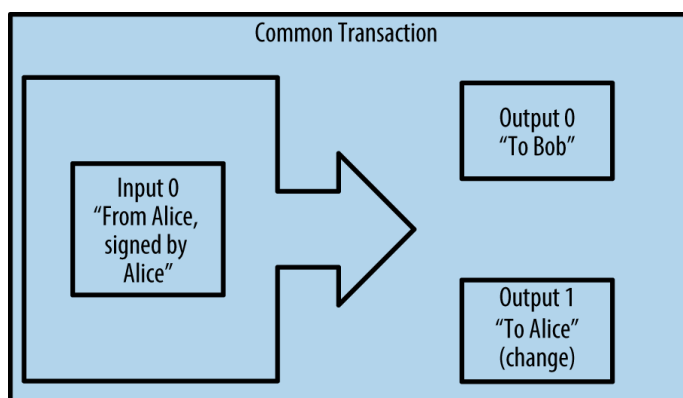 Common Transaction
Input 0
“From Alice,
signed by
Alice”
Output 0
“To Bob”
Output 1
“To Alice”
(change)